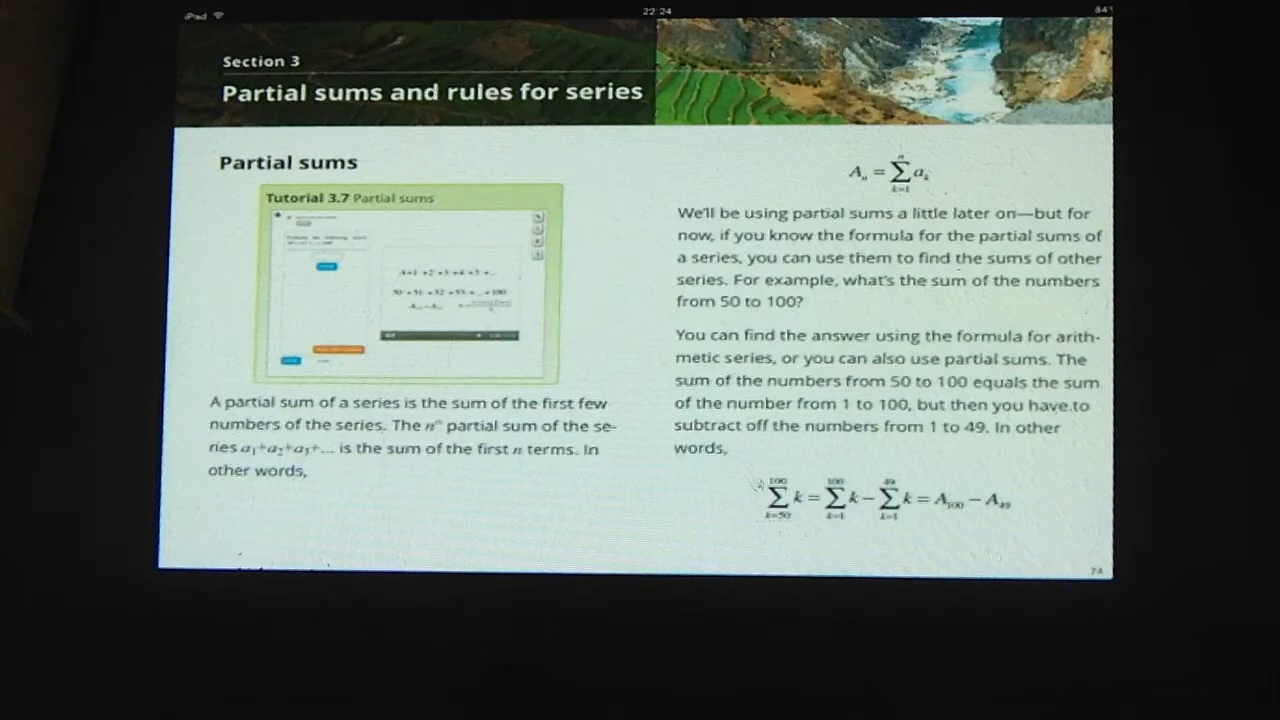 iPad
22:24
Section 3
Partial sums and rules for series
Partial sums
Tutorial 3.7 Partial sums
A partial sum of a series is the sum of the first few
numbers of the series. The nᵗʰ partial sum of the se-
ries a₁+a₂+a₃+... is the sum of the first n terms. In
other words,
Aₙ = ∑ₖ₌₁ⁿ aₖ
We'll be using partial sums a little later on—but for
now, if you know the formula for the partial sums of
a series, you can use them to find the sums of other
series. For example, what's the sum of the numbers
from 50 to 100?
You can find the answer using the formula for arith-
metic series, or you can also use partial sums. The
sum of the numbers from 50 to 100 equals the sum
of the number from 1 to 100, but then you have to
subtract off the numbers from 1 to 49. In other
words,
∑ₖ₌₅₀¹⁰⁰ k = ∑ₖ₌₁¹⁰⁰ k − ∑ₖ₌₁⁴⁹ k = A₁₀₀ − A₄₉
74